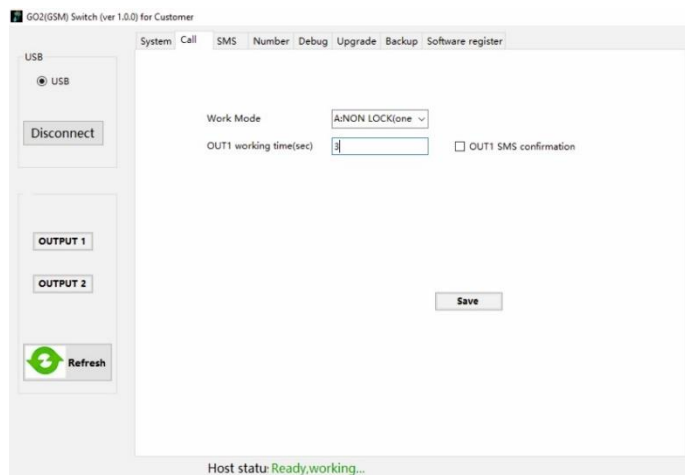 GO2(GSM) Switch (ver 1.0.0) for Customer
System Call SMS Number Debug Upgrade Backup Software register
USB
USB
Disconnect
Work Mode A:NON LOCK(one
OUT1 working time(sec) 3 OUT1 SMS confirmation
OUTPUT 1
OUTPUT 2
Save
Refresh
Host statu: Ready,working...